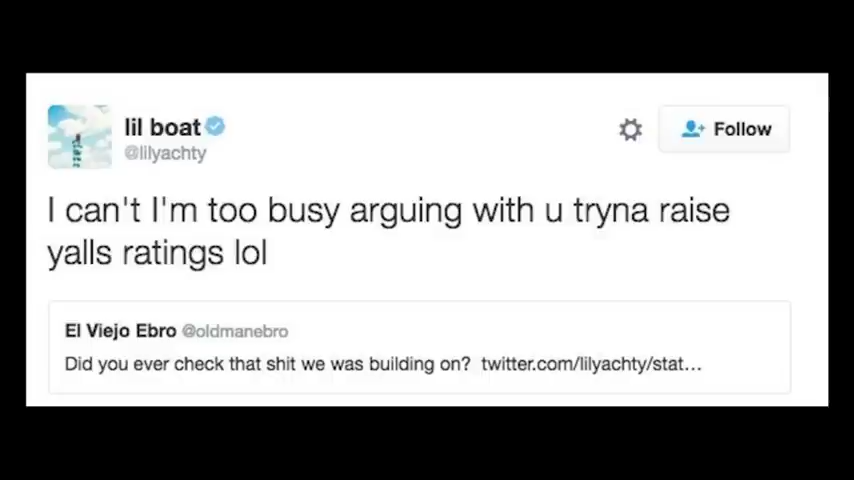 lil boat
@lilyachty
Follow
I can't I'm too busy arguing with u tryna raise
yalls ratings lol
El Viejo Ebro @oldmanebro
Did you ever check that shit we was building on? twitter.com/lilyachty/stat...